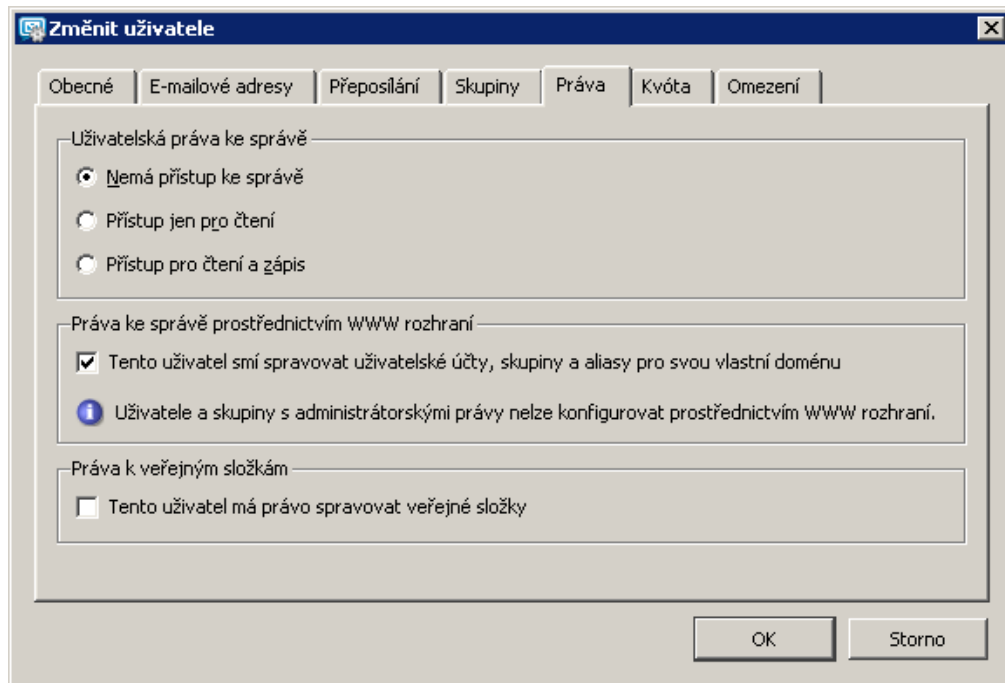 Změnit uživatele
Obecné E-mailové adresy Přeposílání Skupiny Práva Kvóta Omezení
Uživatelská práva ke správě
Nemá přístup ke správě
Přístup jen pro čtení
Přístup pro čtení a zápis
Práva ke správě prostřednictvím WWW rozhraní
Tento uživatel smí spravovat uživatelské účty, skupiny a aliasy pro svou vlastní doménu
Uživatele a skupiny s administrátorskými právy nelze konfigurovat prostřednictvím WWW rozhraní.
Práva k veřejným složkám
Tento uživatel má právo spravovat veřejné složky
OK Storno